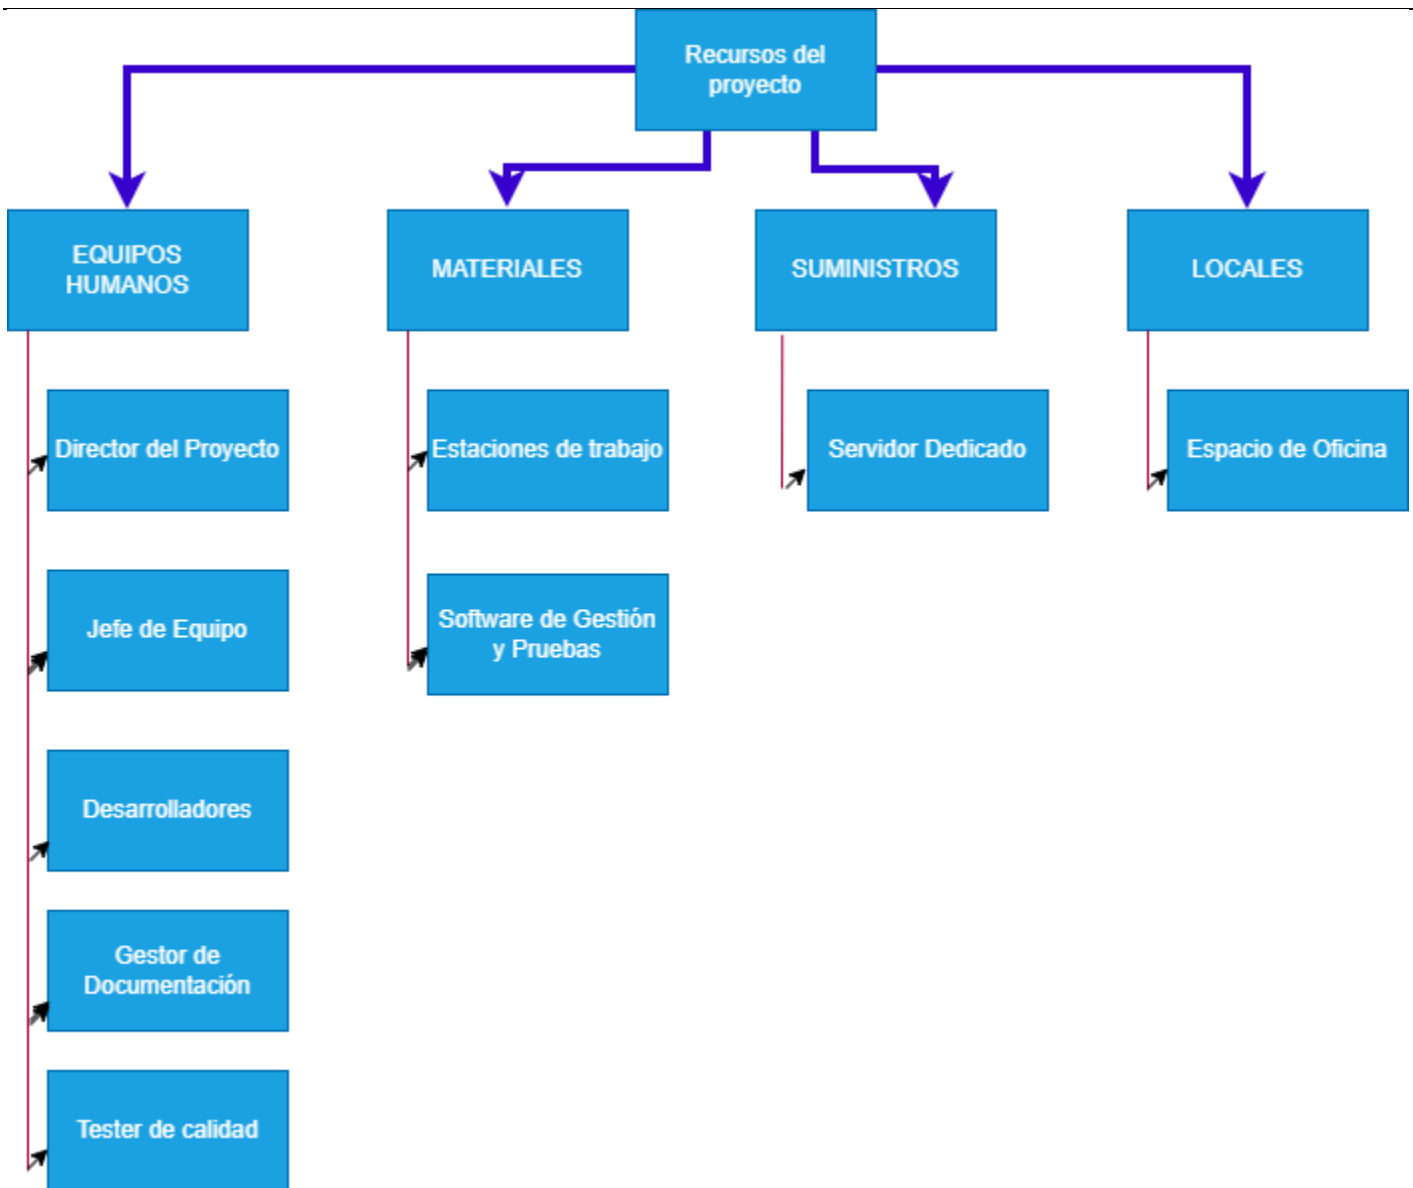 Recursos del
proyecto
EQUIPOS
HUMANOS
MATERIALES
SUMINISTROS
LOCALES
Director del Proyecto
Estaciones de trabajo
Servidor Dedicado
Espacio de Oficina
Jefe de Equipo
Software de Gestión
y Pruebas
Desarrolladores
Gestor de
Documentación
Tester de calidad